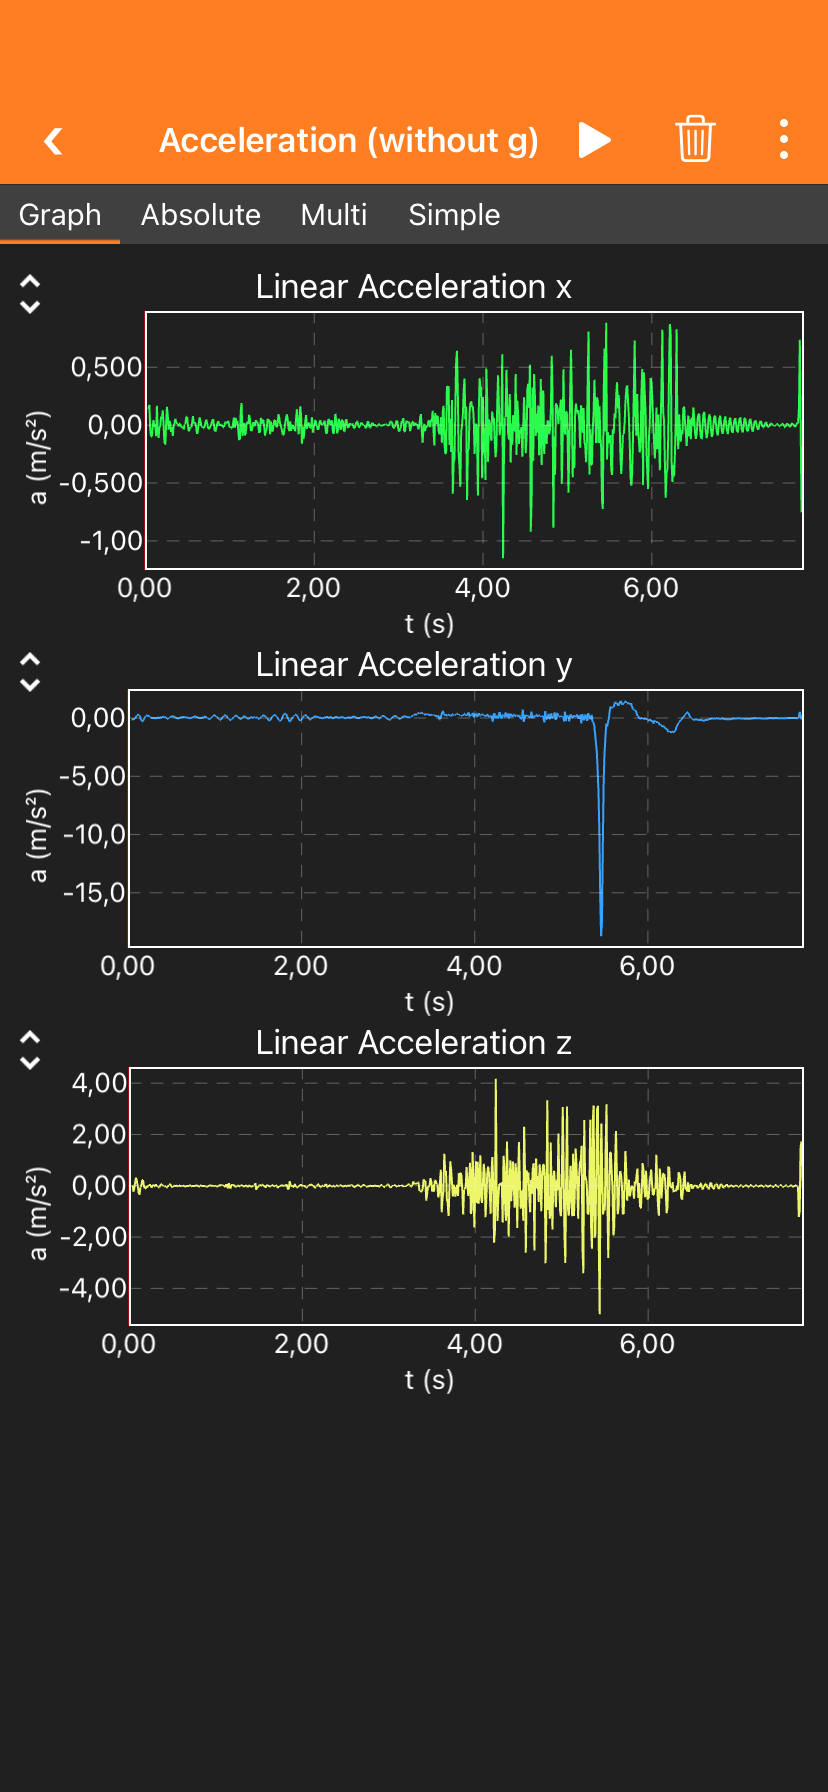 Acceleration (without g)
Graph Absolute Multi Simple
Linear Acceleration x
a (m/s²)
0,500
0,00
-0,500
-1,00
0,00 2,00 4,00 6,00
t (s)
Linear Acceleration y
a (m/s²)
0,00
-5,00
-10,0
-15,0
0,00 2,00 4,00 6,00
t (s)
Linear Acceleration z
a (m/s²)
4,00
2,00
0,00
-2,00
-4,00
0,00 2,00 4,00 6,00
t (s)